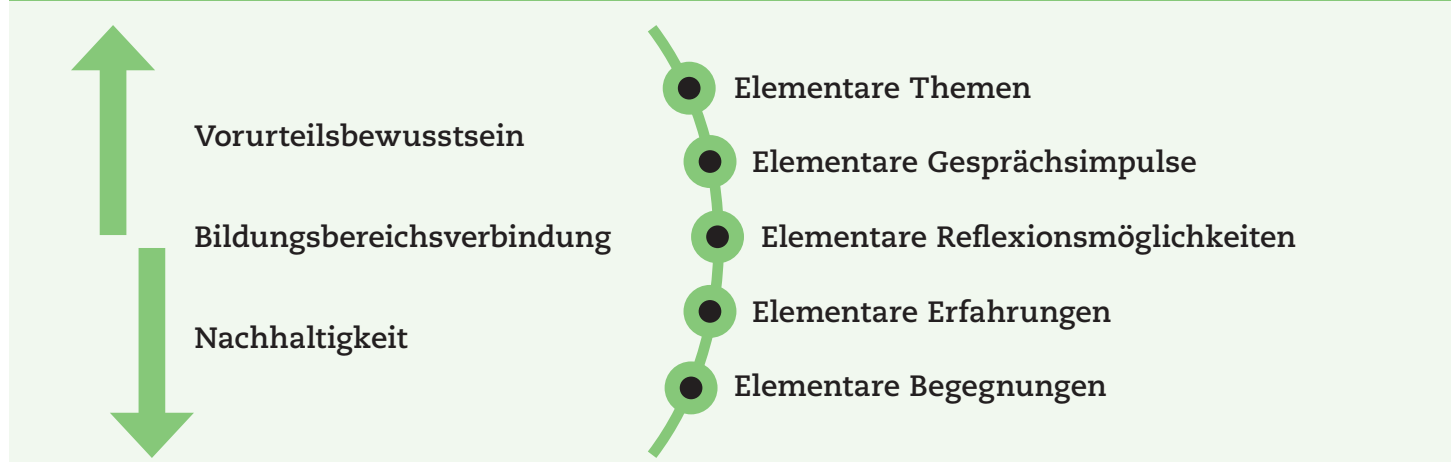 Vorurteilsbewusstsein
Bildungsbereichsverbindung
Nachhaltigkeit
Elementare Themen
Elementare Gesprächsimpulse
Elementare Reflexionsmöglichkeiten
Elementare Erfahrungen
Elementare Begegnungen